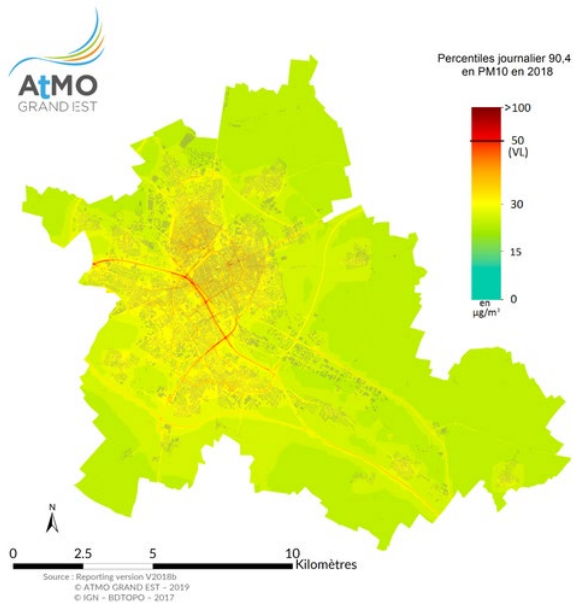 AtMO
GRAND EST
Percentiles journalier 90,4
en PM10 en 2018
>100
50
(VL)
30
15
0
en
µg/m³
N
0 2.5 5 10
Kilomètres
Source : Reporting version V2018b
© ATMO GRAND EST – 2019
© IGN – BDTOPO – 2017